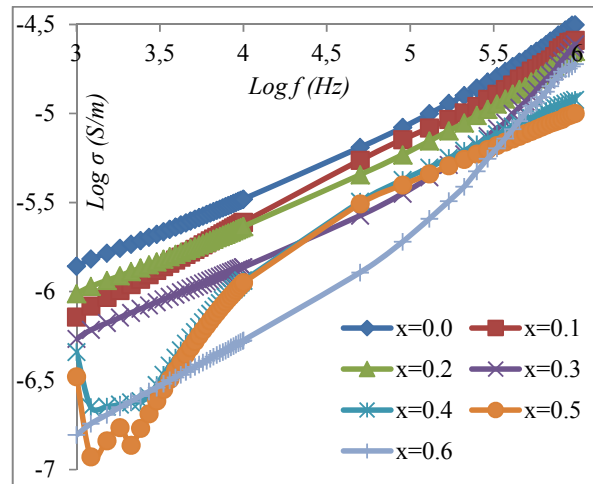 -4,5
3 3,5 4 4,5 5 5,5 6
Log f (Hz)
-5
-5,5
-6
-6,5
-7
Log σ (S/m)
x=0.0 x=0.1
x=0.2 x=0.3
x=0.4 x=0.5
x=0.6